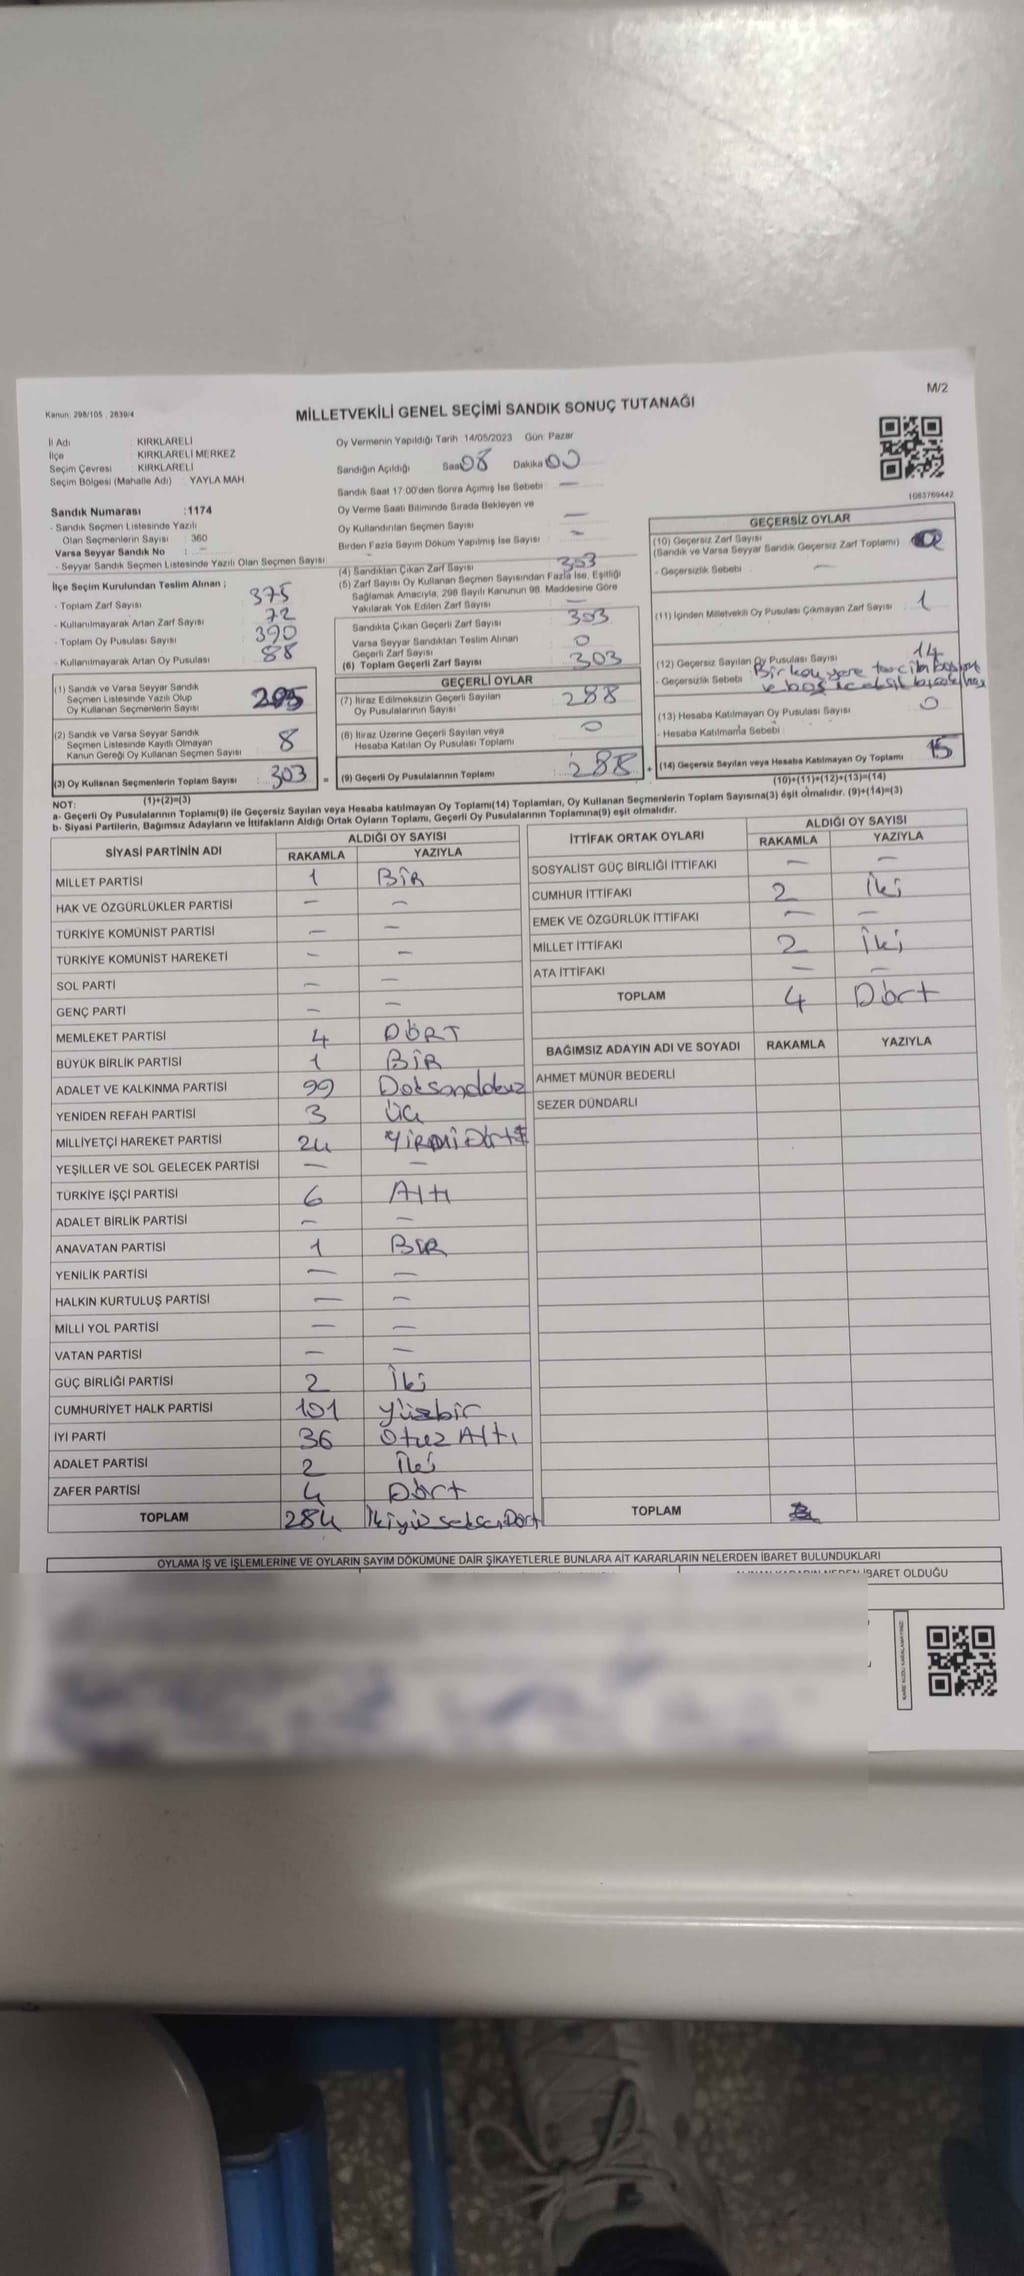 M/2
Kanun: 298/105 , 2839/4
MİLLETVEKİLİ GENEL SEÇİMİ SANDIK SONUÇ TUTANAĞI
İl Adı : KIRKLARELİ
İlçe : KIRKLARELİ MERKEZ
Seçim Çevresi : KIRKLARELİ
Seçim Bölgesi (Mahalle Adı) : YAYLA MAH
Sandık Numarası :1174
- Sandık Seçmen Listesinde Yazılı
Olan Seçmenlerin Sayısı : 360
Varsa Seyyar Sandık No : —
- Seyyar Sandık Seçmen Listesinde Yazılı Olan Seçmen Sayısı
İlçe Seçim Kurulundan Teslim Alınan ;
- Toplam Zarf Sayısı 375
- Kullanılmayarak Artan Zarf Sayısı 72
- Toplam Oy Pusulası Sayısı 390
- Kullanılmayarak Artan Oy Pusulası 88
(1) Sandık ve Varsa Seyyar Sandık
Seçmen Listesinde Yazılı Olup
Oy Kullanan Seçmenlerin Sayısı 295
(2) Sandık ve Varsa Seyyar Sandık
Seçmen Listesinde Kayıtlı Olmayan
Kanun Gereği Oy Kullanan Seçmen Sayısı 8
(3) Oy Kullanan Seçmenlerin Toplam Sayısı 303 =
(1)+(2)=(3)
Oy Vermenin Yapıldığı Tarih :14/05/2023 Gün: Pazar
Sandığın Açıldığı Saat 08 Dakika 00
Sandık Saat 17:00'den Sonra Açımış İse Sebebi : —
Oy Verme Saati Bitiminde Sırada Bekleyen ve
Oy Kullandırılan Seçmen Sayısı —
Birden Fazla Sayım Döküm Yapılmış İse Sayısı : —
(4) Sandıktan Çıkan Zarf Sayısı 303
(5) Zarf Sayısı Oy Kullanan Seçmen Sayısından Fazla İse, Eşitliği
Sağlamak Amacıyla, 298 Sayılı Kanunun 98. Maddesine Göre
Yakılarak Yok Edilen Zarf Sayısı —
Sandıkta Çıkan Geçerli Zarf Sayısı 303
Varsa Seyyar Sandıktan Teslim Alınan
Geçerli Zarf Sayısı 0
(6) Toplam Geçerli Zarf Sayısı 303
GEÇERLİ OYLAR
(7) İtiraz Edilmeksizin Geçerli Sayılan
Oy Pusulalarının Sayısı 288
(8) İtiraz Üzerine Geçerli Sayılan veya
Hesaba Katılan Oy Pusulası Toplamı 0
(9) Geçerli Oy Pusulalarının Toplamı 288 +
1083769442
GEÇERSİZ OYLAR
(10) Geçersiz Zarf Sayısı
(Sandık ve Varsa Seyyar Sandık Geçersiz Zarf Toplamı)
- Geçersizlik Sebebi : —
(11) İçinden Milletvekili Oy Pusulası Çıkmayan Zarf Sayısı 1
(12) Geçersiz Sayılan Oy Pusulası Sayısı 14
- Geçersizlik Sebebi
(13) Hesaba Katılmayan Oy Pusulası Sayısı 0
- Hesaba Katılmama Sebebi
(14) Geçersiz Sayılan veya Hesaba Katılmayan Oy Toplamı 15
(10)+(11)+(12)+(13)=(14)
NOT:
a- Geçerli Oy Pusulalarının Toplamı(9) ile Geçersiz Sayılan veya Hesaba katılmayan Oy Toplamı(14) Toplamları, Oy Kullanan Seçmenlerin Toplam Sayısına(3) eşit olmalıdır. (9)+(14)=(3)
b- Siyasi Partilerin, Bağımsız Adayların ve İttifakların Aldığı Ortak Oyların Toplamı, Geçerli Oy Pusulalarının Toplamına(9) eşit olmalıdır.
SİYASİ PARTİNİN ADI ALDIĞI OY SAYISI
RAKAMLA YAZIYLA
MİLLET PARTİSİ 1 BİR
HAK VE ÖZGÜRLÜKLER PARTİSİ — —
TÜRKİYE KOMÜNİST PARTİSİ — —
TÜRKİYE KOMÜNİST HAREKETİ — —
SOL PARTİ — —
GENÇ PARTİ — —
MEMLEKET PARTİSİ 4 DÖRT
BÜYÜK BİRLİK PARTİSİ 1 BİR
ADALET VE KALKINMA PARTİSİ 99 Doksandokuz
YENİDEN REFAH PARTİSİ 3 Üç
MİLLİYETÇİ HAREKET PARTİSİ 24 YİRMİ Dört
YEŞİLLER VE SOL GELECEK PARTİSİ — —
TÜRKİYE İŞÇİ PARTİSİ 6 Altı
ADALET BİRLİK PARTİSİ — —
ANAVATAN PARTİSİ 1 BİR
YENİLİK PARTİSİ — —
HALKIN KURTULUŞ PARTİSİ — —
MİLLİ YOL PARTİSİ — —
VATAN PARTİSİ — —
GÜÇ BİRLİĞİ PARTİSİ 2 İki
CUMHURİYET HALK PARTİSİ 101 yüzbir
İYİ PARTİ 36 Otuz Altı
ADALET PARTİSİ 2 İki
ZAFER PARTİSİ 4 Dört
TOPLAM 284 İkiyüz seksen Dört
İTTİFAK ORTAK OYLARI ALDIĞI OY SAYISI
RAKAMLA YAZIYLA
SOSYALİST GÜÇ BİRLİĞİ İTTİFAKI — —
CUMHUR İTTİFAKI 2 İki
EMEK VE ÖZGÜRLÜK İTTİFAKI — —
MİLLET İTTİFAKI 2 İki
ATA İTTİFAKI — —
TOPLAM 4 Dört
BAĞIMSIZ ADAYIN ADI VE SOYADI RAKAMLA YAZIYLA
AHMET MÜNÜR BEDERLİ
SEZER DÜNDARLI
TOPLAM
OYLAMA İŞ VE İŞLEMLERİNE VE OYLARIN SAYIM DÖKÜMÜNE DAİR ŞİKAYETLERLE BUNLARA AİT KARARLARIN NELERDEN İBARET BULUNDUKLARI
İBARET OLDUĞU